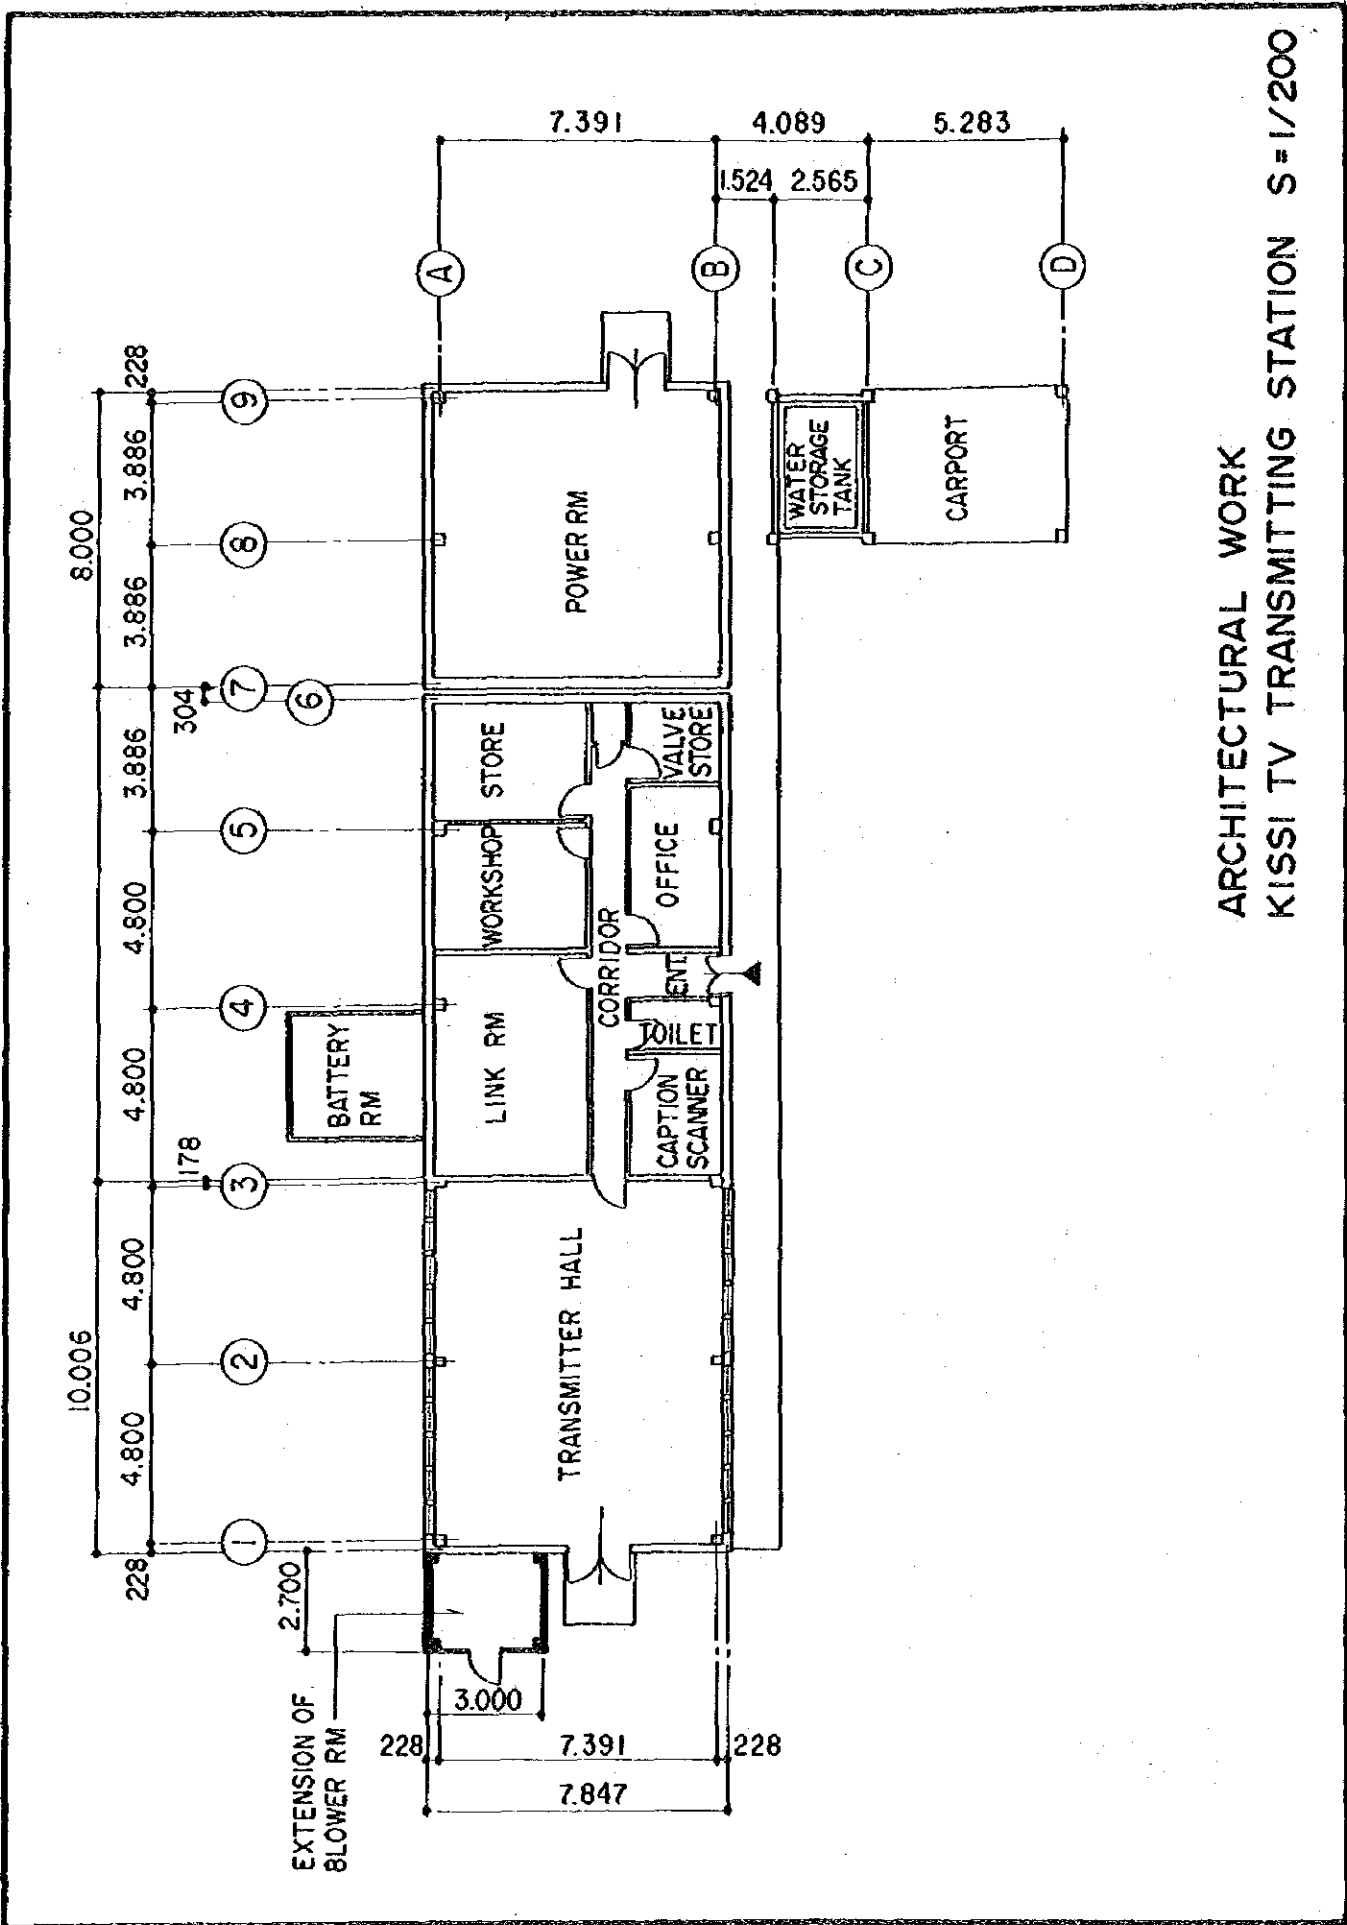 10.006
8.000
228
4.800
4.800
178
4.800
4.800
3.886
304
3.886
3.886
228
1
2
3
4
5
6
7
8
9
EXTENSION OF
BLOWER RM
2.700
3.000
228
7.391
228
7.847
BATTERY
RM
TRANSMITTER HALL
LINK RM
WORKSHOP
STORE
POWER RM
CORRIDOR
CAPTION
SCANNER
TOILET
ENT.
OFFICE
VALVE
STORE
A
B
C
D
7.391
4.089
5.283
1.524
2.565
WATER
STORAGE
TANK
CARPORT
ARCHITECTURAL WORK
KISSI TV TRANSMITTING STATION S=1/200